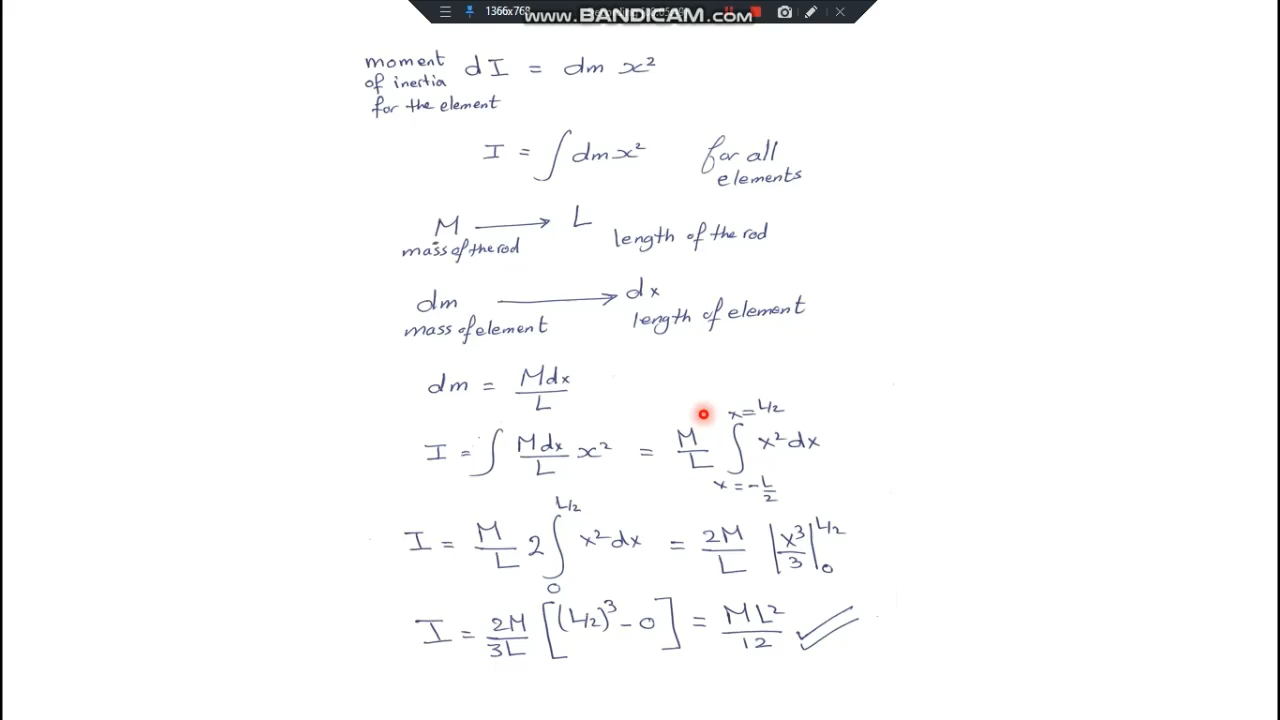 1366x768
www.BANDICAM.com
moment of inertia for the element dI = dm x²
I = ∫ dm x² for all elements
M ⟶ L
mass of the rod length of the rod
dm ⟶ dx
mass of element length of element
dm = Mdx/L
I = ∫ Mdx/L x² = M/L ∫_{x=-L/2}^{x=L/2} x² dx
I = M/L 2 ∫_0^{L/2} x² dx = 2M/L |x³/3|_0^{L/2}
I = 2M/3L [(L/2)³ - 0] = ML²/12